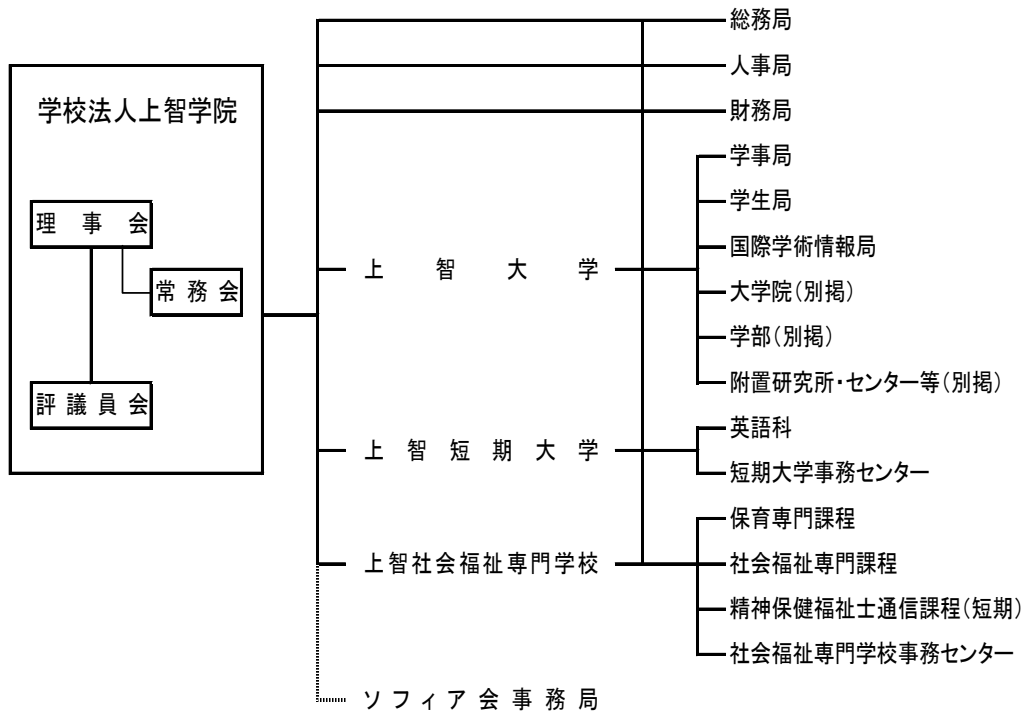 学校法人上智学院
理事会
常務会
評議員会
上智大学
上智短期大学
上智社会福祉専門学校
ソフィア会事務局
総務局
人事局
財務局
学事局
学生局
国際学術情報局
大学院(別掲)
学部(別掲)
附置研究所・センター等(別掲)
英語科
短期大学事務センター
保育専門課程
社会福祉専門課程
精神保健福祉士通信課程(短期)
社会福祉専門学校事務センター